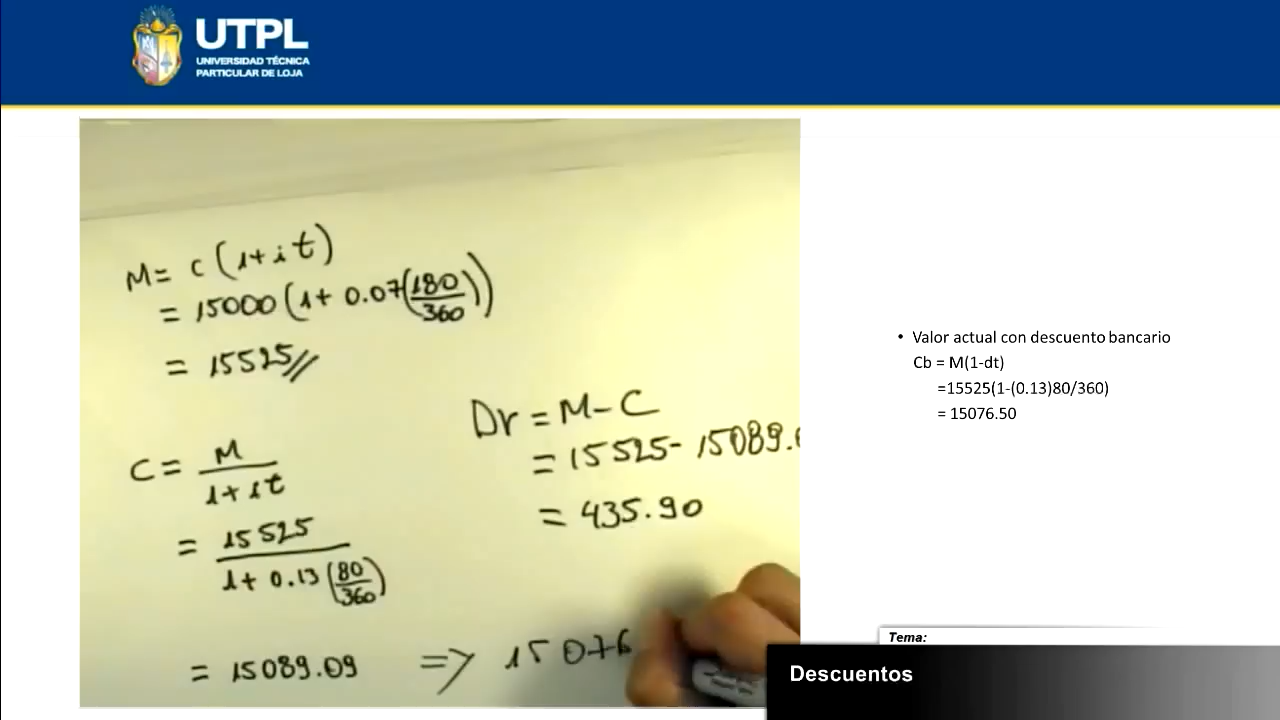 UTPL
UNIVERSIDAD TÉCNICA
PARTICULAR DE LOJA
M= C(1+it)
= 15000(1+ 0.07(180/360))
= 15525//
C= M/1+it
= 15525/1+ 0.13(80/360)
= 15089.09 => 15076
Dr = M-C
= 15525- 15089.
= 435.90
• Valor actual con descuento bancario
Cb = M(1-dt)
=15525(1-(0.13)80/360)
= 15076.50
Tema:
Descuentos